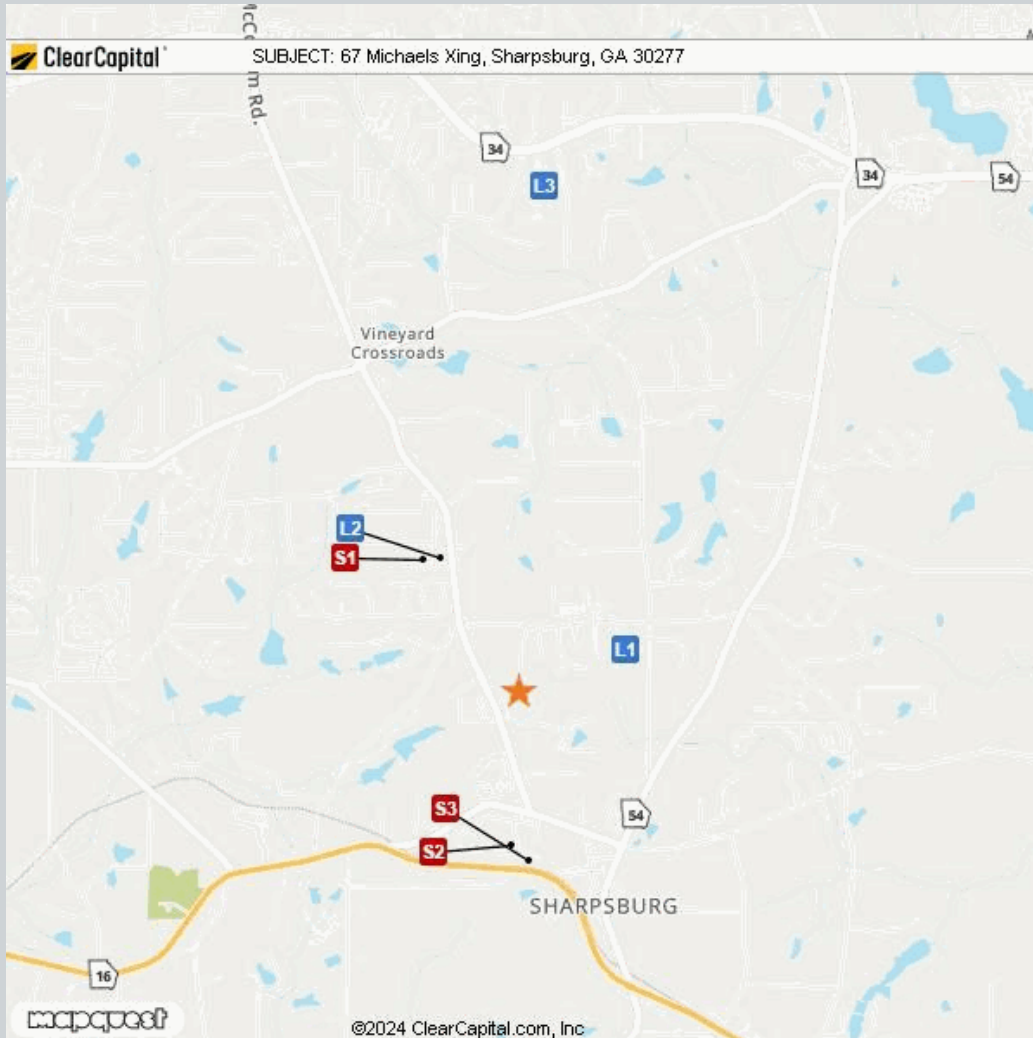 ClearCapital
SUBJECT: 67 Michaels Xing, Sharpsburg, GA 30277
Rd.
34
L3
34
54
Vineyard
Crossroads
L2
S1
L1
S3
54
S2
SHARPSBURG
16
mapquest
©2024 ClearCapital.com, Inc